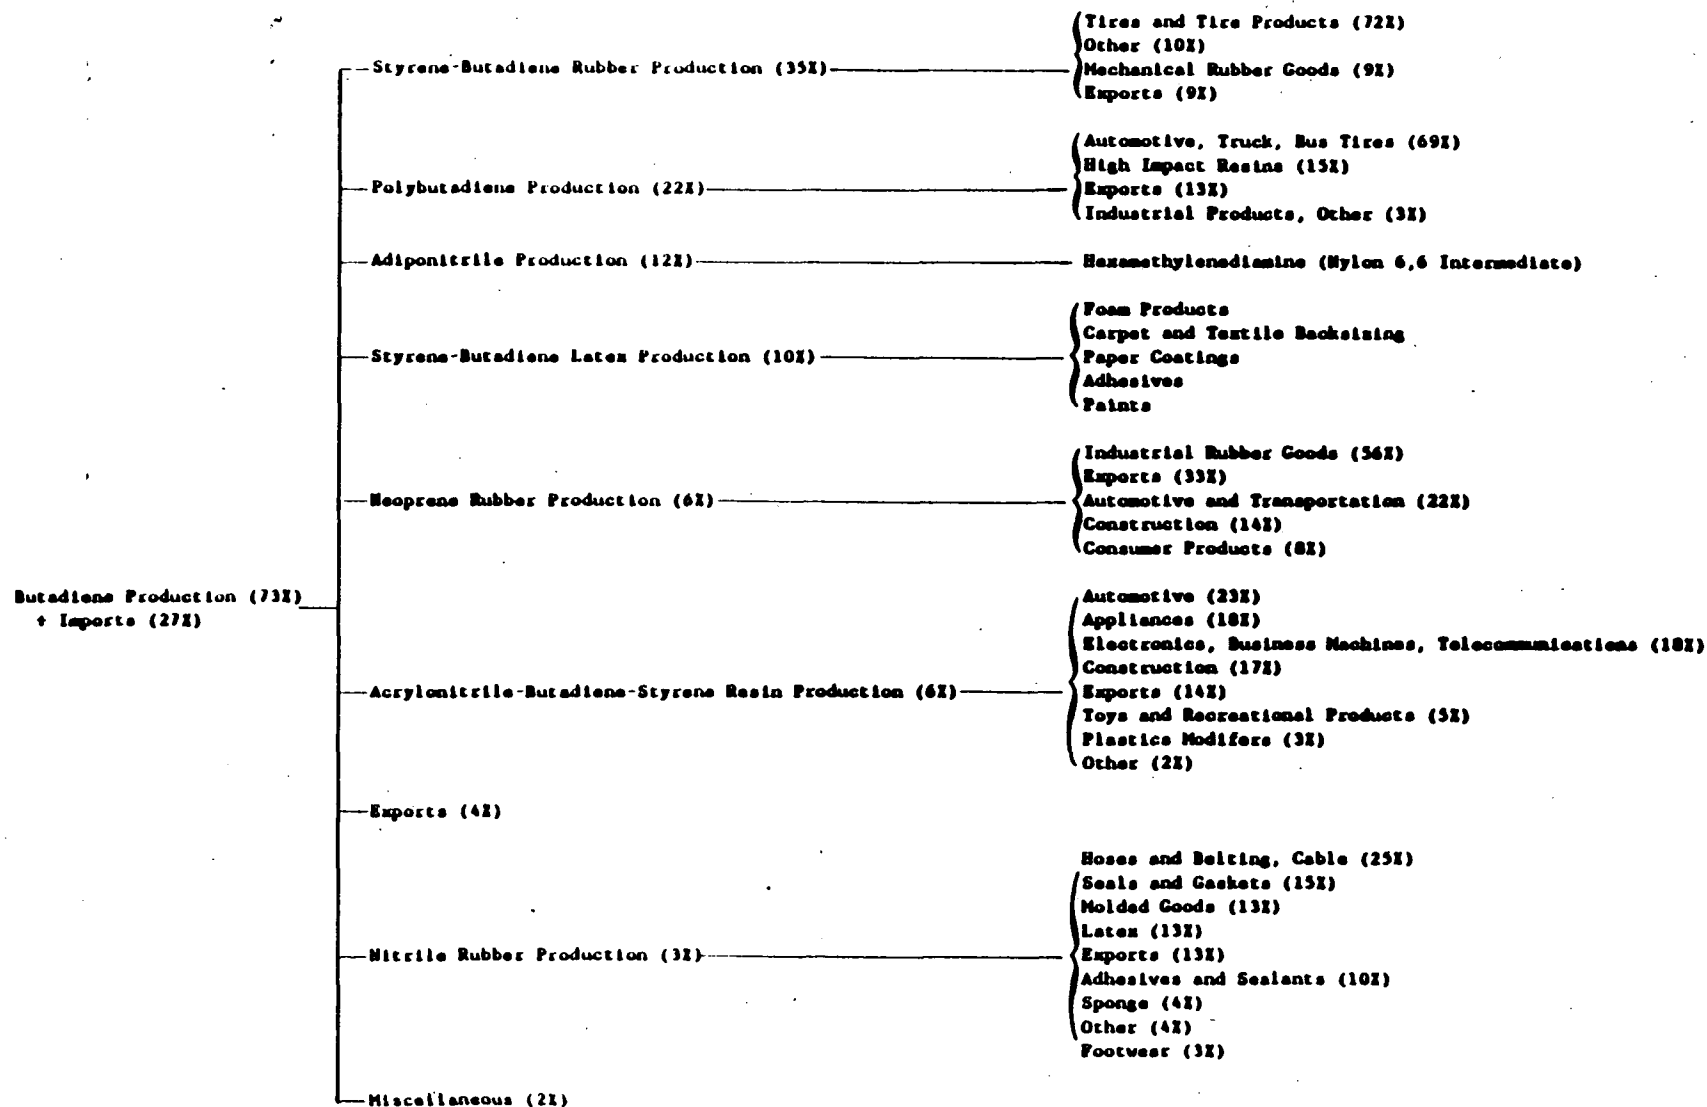 Tires and Tire Products (72%)
Other (10%)
Styrene-Butadiene Rubber Production (35%)
Mechanical Rubber Goods (9%)
Exports (9%)
Automotive, Truck, Bus Tires (69%)
High Impact Resins (15%)
Polybutadiene Production (22%)
Exports (13%)
Industrial Products, Other (3%)
Adiponitrile Production (12%)
Hexamethylenediamine (Nylon 6,6 Intermediate)
Foam Products
Carpet and Textile Backsizing
Styrene-Butadiene Latex Production (10%)
Paper Coatings
Adhesives
Paints
Industrial Rubber Goods (56%)
Exports (33%)
Neoprene Rubber Production (6%)
Automotive and Transportation (22%)
Construction (14%)
Consumer Products (8%)
Butadiene Production (73%)
+ Imports (27%)
Automotive (23%)
Appliances (18%)
Electronics, Business Machines, Telecommunications (18%)
Construction (17%)
Acrylonitrile-Butadiene-Styrene Resin Production (6%)
Exports (14%)
Toys and Recreational Products (5%)
Plastics Modifers (3%)
Other (2%)
Exports (4%)
Hoses and Belting, Cable (25%)
Seals and Gaskets (15%)
Molded Goods (13%)
Latex (13%)
Nitrile Rubber Production (3%)
Exports (13%)
Adhesives and Sealants (10%)
Sponge (4%)
Other (4%)
Footwear (3%)
Miscellaneous (2%)